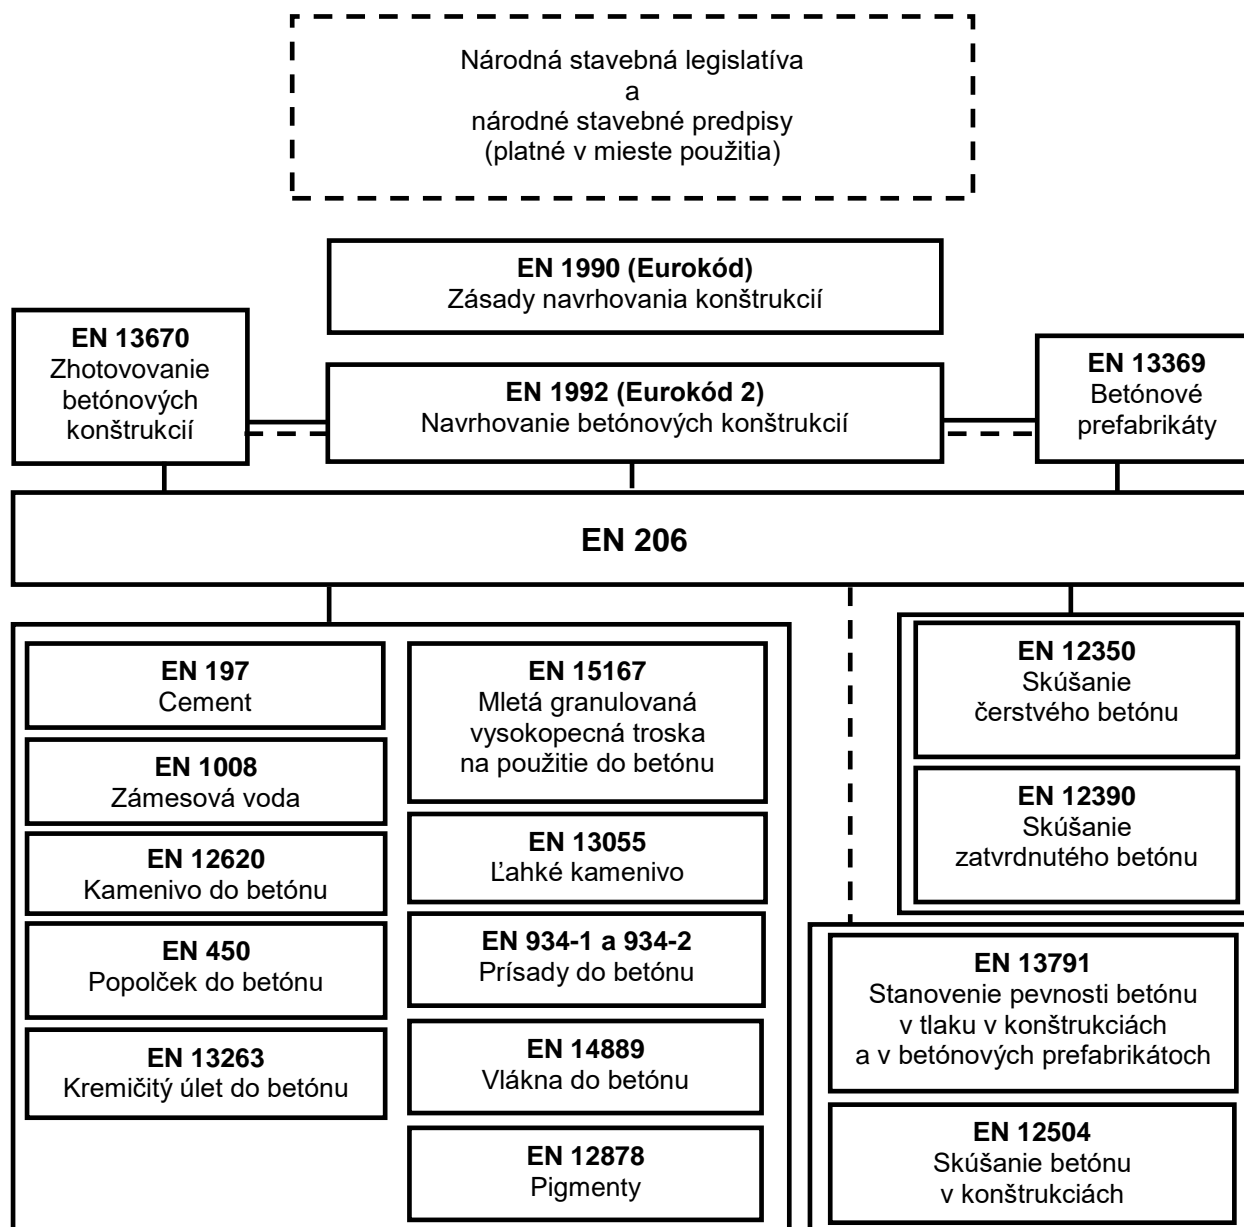 Národná stavebná legislatíva
a
národné stavebné predpisy
(platné v mieste použitia)
EN 1990 (Eurokód)
Zásady navrhovania konštrukcií
EN 13670
Zhotovovanie
betónových
konštrukcií
EN 1992 (Eurokód 2)
Navrhovanie betónových konštrukcií
EN 13369
Betónové
prefabrikáty
EN 206
EN 197
Cement
EN 1008
Zámesová voda
EN 12620
Kamenivo do betónu
EN 450
Popolček do betónu
EN 13263
Kremičitý úlet do betónu
EN 15167
Mletá granulovaná
vysokopecná troska
na použitie do betónu
EN 13055
Ľahké kamenivo
EN 934-1 a 934-2
Prísady do betónu
EN 14889
Vlákna do betónu
EN 12878
Pigmenty
EN 12350
Skúšanie
čerstvého betónu
EN 12390
Skúšanie
zatvrdnutého betónu
EN 13791
Stanovenie pevnosti betónu
v tlaku v konštrukciách
a v betónových prefabrikátoch
EN 12504
Skúšanie betónu
v konštrukciách